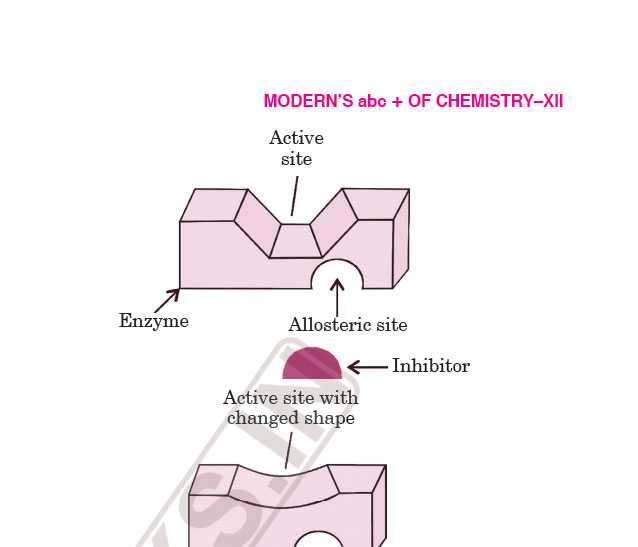 MODERN'S abc + OF CHEMISTRY–XII
Active
site
Enzyme
Allosteric site
Inhibitor
Active site with
changed shape